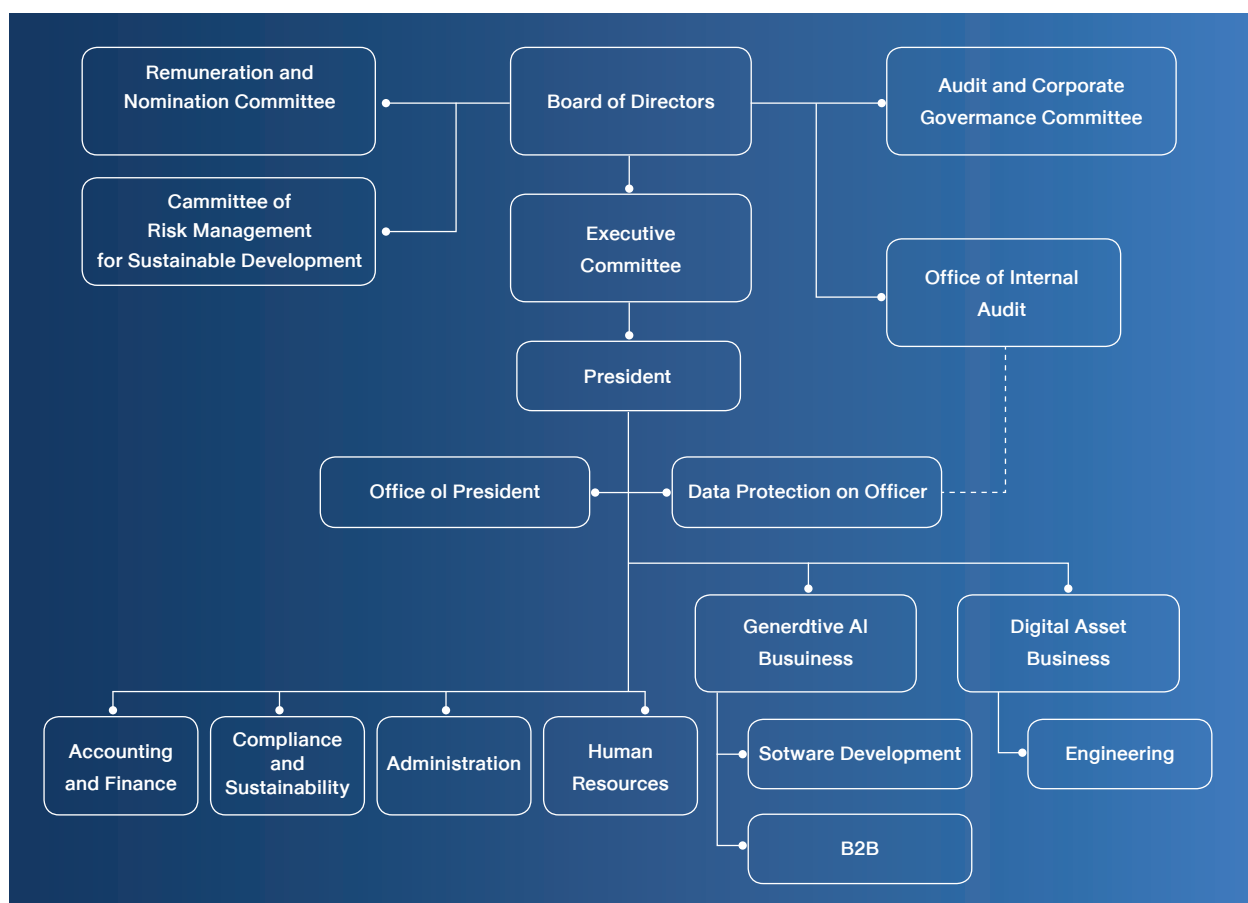 Remuneration and
Nomination Committee
Board of Directors
Audit and Corporate
Govermance Committee
Cammittee of
Risk Management
for Sustainable Development
Executive
Committee
Office of Internal
Audit
President
Office ol President
Data Protection on Officer
Generdtive AI
Busuiness
Digital Asset
Business
Accounting
and Finance
Compliance
and
Sustainability
Administration
Human
Resources
Sotware Development
Engineering
B2B